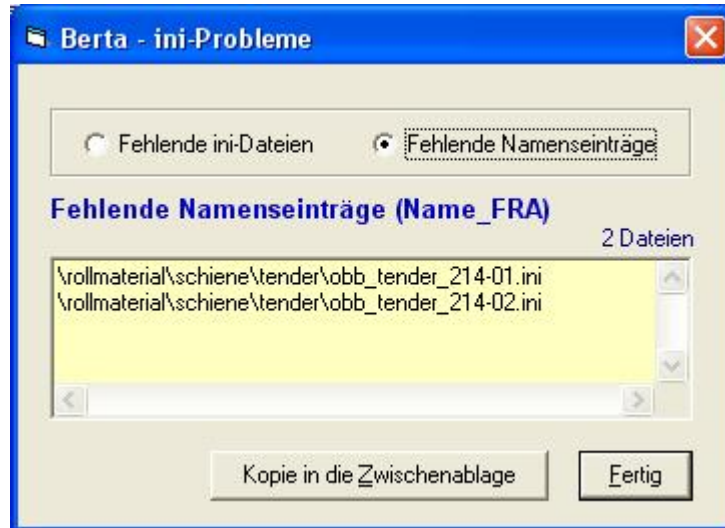 Berta - ini-Probleme
Fehlende ini-Dateien Fehlende Namenseinträge
Fehlende Namenseinträge (Name_FRA)
2 Dateien
\rollmaterial\schiene\tender\obb_tender_214-01.ini
\rollmaterial\schiene\tender\obb_tender_214-02.ini
Kopie in die Zwischenablage Fertig